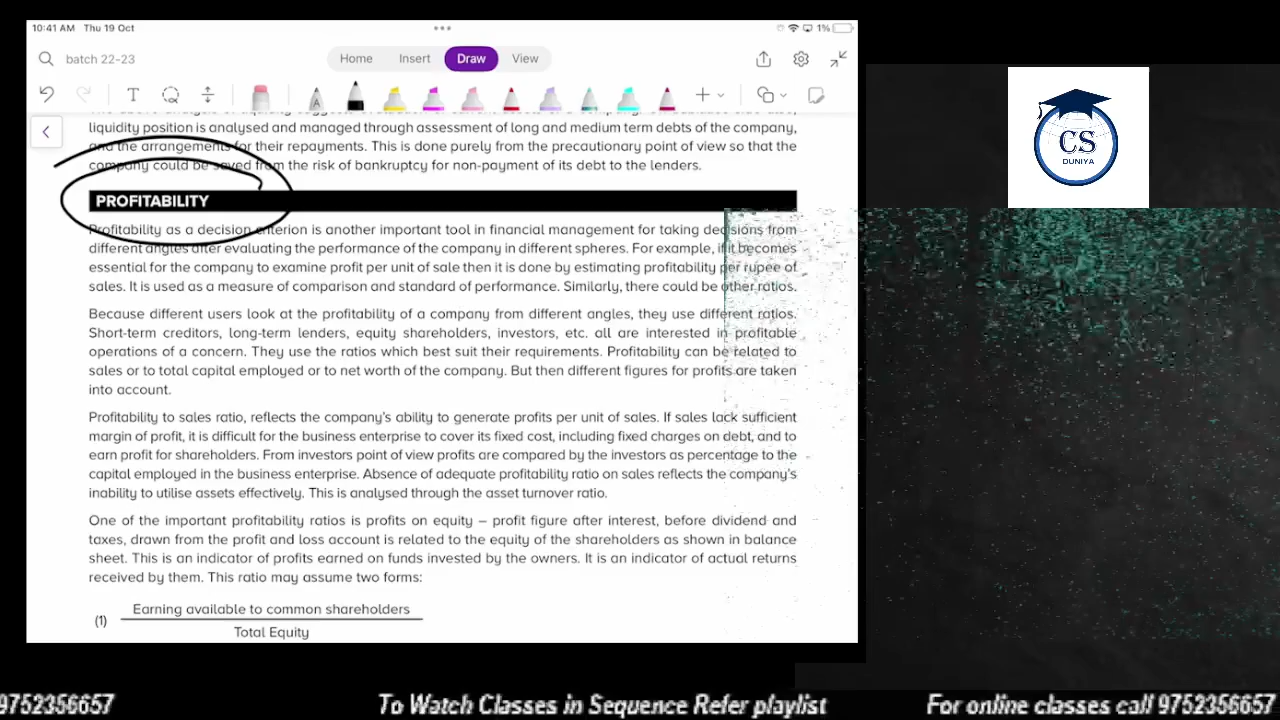 10:41 AM Thu 19 Oct
1%
batch 22-23
Home Insert Draw View
liquidity position is analysed and managed through assessment of long and medium term debts of the company,
and the arrangements for their repayments. This is done purely from the precautionary point of view so that the
company could be saved from the risk of bankruptcy for non-payment of its debt to the lenders.
PROFITABILITY
Profitability as a decision criterion is another important tool in financial management for taking decisions from
different angles after evaluating the performance of the company in different spheres. For example, if it becomes
essential for the company to examine profit per unit of sale then it is done by estimating profitability per rupee of
sales. It is used as a measure of comparison and standard of performance. Similarly, there could be other ratios.
Because different users look at the profitability of a company from different angles, they use different ratios.
Short-term creditors, long-term lenders, equity shareholders, investors, etc. all are interested in profitable
operations of a concern. They use the ratios which best suit their requirements. Profitability can be related to
sales or to total capital employed or to net worth of the company. But then different figures for profits are taken
into account.
Profitability to sales ratio, reflects the company's ability to generate profits per unit of sales. If sales lack sufficient
margin of profit, it is difficult for the business enterprise to cover its fixed cost, including fixed charges on debt, and to
earn profit for shareholders. From investors point of view profits are compared by the investors as percentage to the
capital employed in the business enterprise. Absence of adequate profitability ratio on sales reflects the company's
inability to utilise assets effectively. This is analysed through the asset turnover ratio.
One of the important profitability ratios is profits on equity – profit figure after interest, before dividend and
taxes, drawn from the profit and loss account is related to the equity of the shareholders as shown in balance
sheet. This is an indicator of profits earned on funds invested by the owners. It is an indicator of actual returns
received by them. This ratio may assume two forms:
(1) Earning available to common shareholders
Total Equity
CS
DUNIYA
9752356657 To Watch Classes in Sequence Refer playlist For online classes call 9752356657